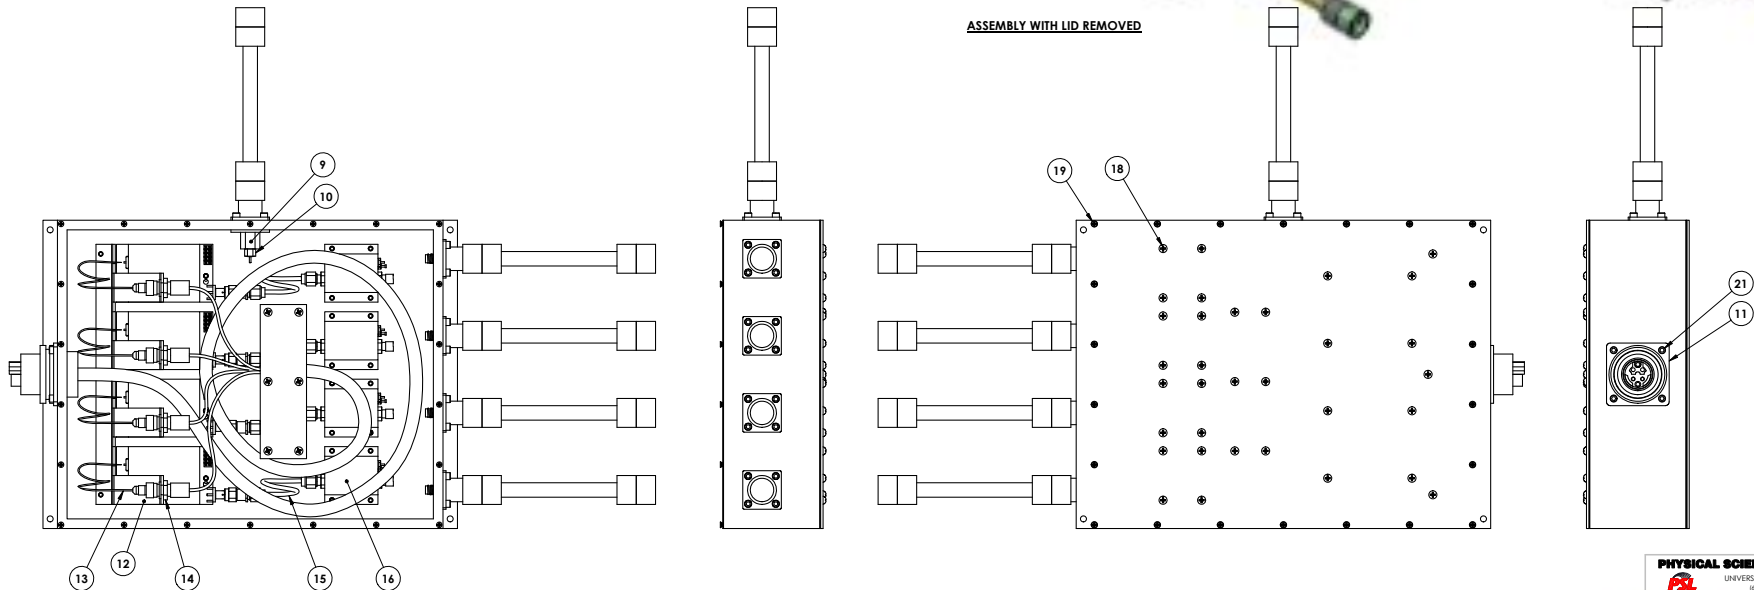 ASSEMBLY WITH LID REMOVED
9
10
19
18
21
11
12
13
14
15
16
PHYSICAL SCIE
PSL
UNIVERS